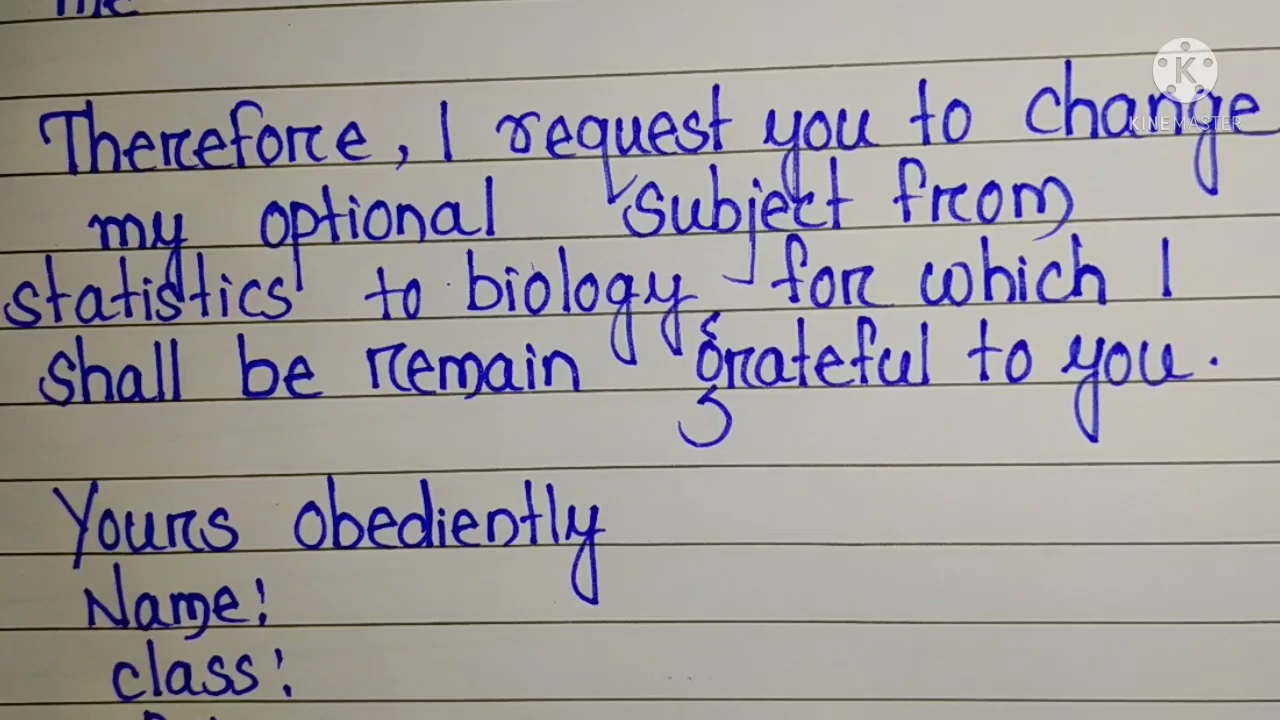 Therefore, I request you to change
my optional subject from
statistics to biology for which I
shall be remain grateful to you.
Yours obediently
Name:
class:
KINEMASTER